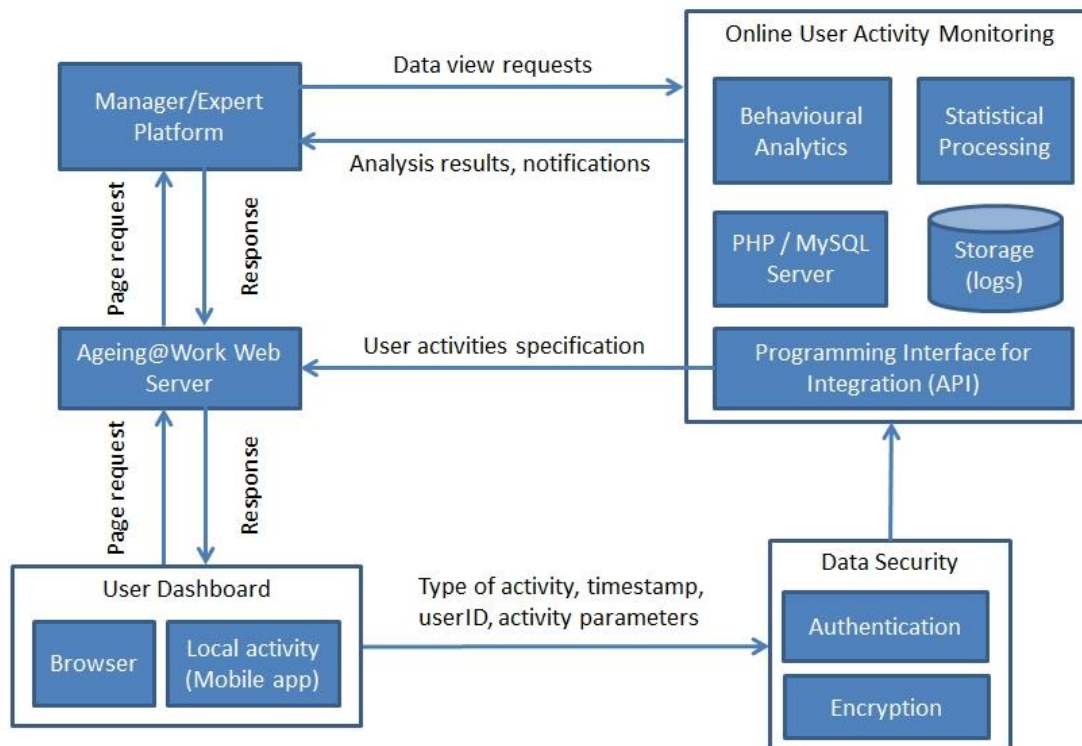 Online User Activity Monitoring
Data view requests
Manager/Expert
Platform
Behavioural
Analytics
Statistical
Processing
Analysis results, notifications
Page request
Response
PHP / MySQL
Server
Storage
(logs)
Ageing@Work Web
Server
User activities specification
Programming Interface for
Integration (API)
Page request
Response
User Dashboard
Browser
Local activity
(Mobile app)
Type of activity, timestamp,
userID, activity parameters
Data Security
Authentication
Encryption